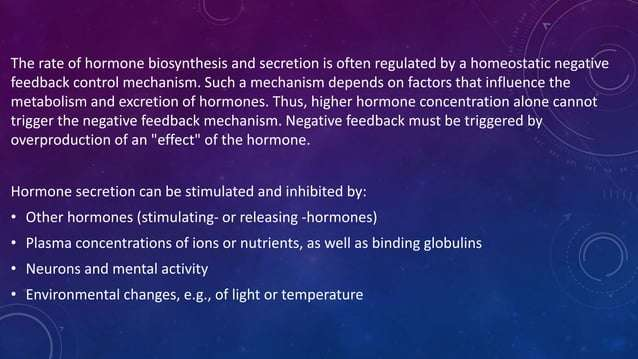 The rate of hormone biosynthesis and secretion is often regulated by a homeostatic negative
feedback control mechanism. Such a mechanism depends on factors that influence the
metabolism and excretion of hormones. Thus, higher hormone concentration alone cannot
trigger the negative feedback mechanism. Negative feedback must be triggered by
overproduction of an "effect" of the hormone.
Hormone secretion can be stimulated and inhibited by:
• Other hormones (stimulating- or releasing -hormones)
• Plasma concentrations of ions or nutrients, as well as binding globulins
• Neurons and mental activity
• Environmental changes, e.g., of light or temperature